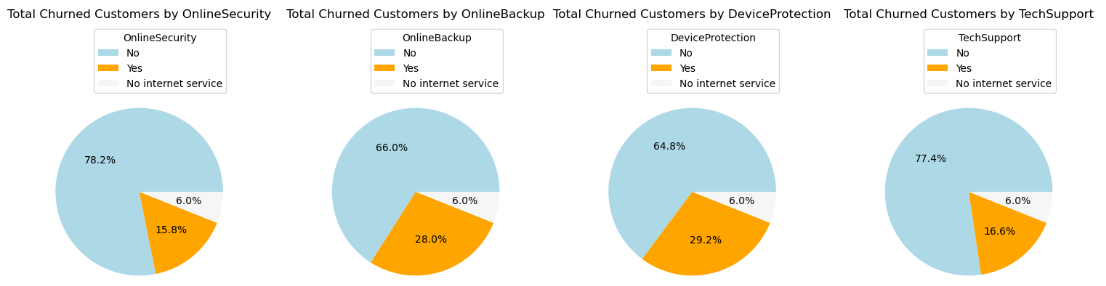 Total Churned Customers by OnlineSecurity
OnlineSecurity
No
Yes
No internet service
78.2%
6.0%
15.8%
Total Churned Customers by OnlineBackup
OnlineBackup
No
Yes
No internet service
66.0%
6.0%
28.0%
Total Churned Customers by DeviceProtection
DeviceProtection
No
Yes
No internet service
64.8%
6.0%
29.2%
Total Churned Customers by TechSupport
TechSupport
No
Yes
No internet service
77.4%
6.0%
16.6%